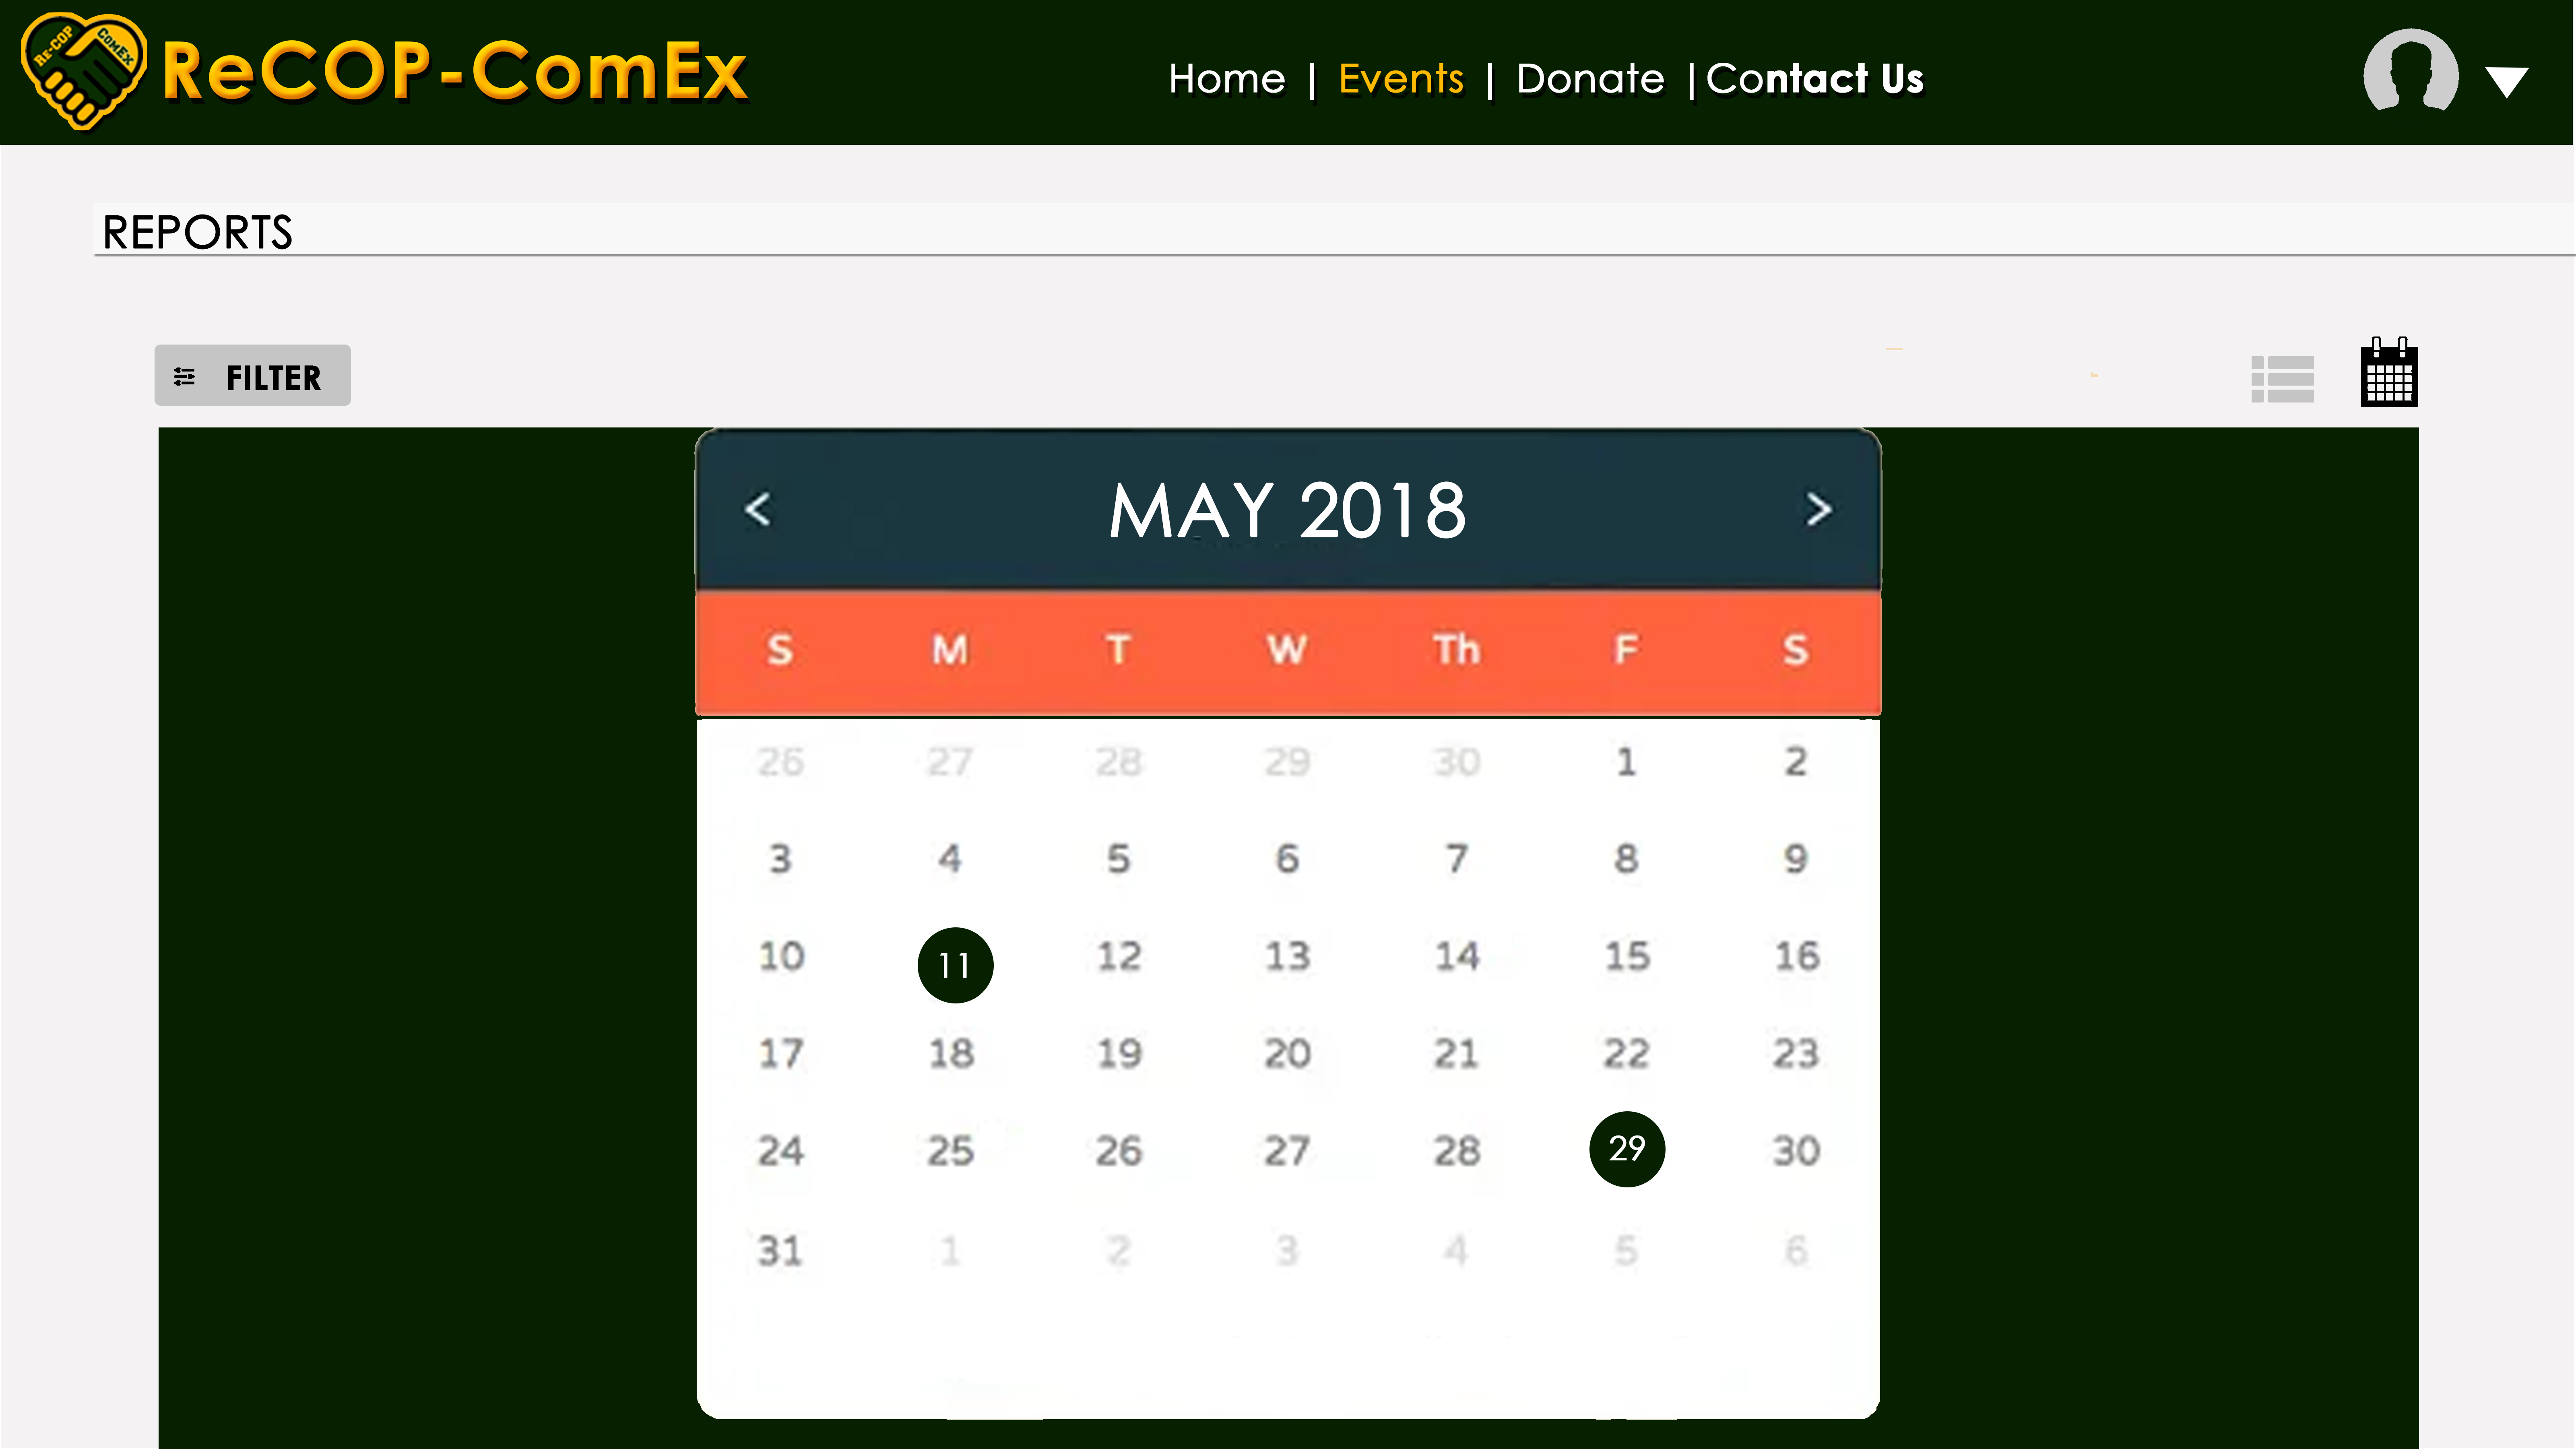 RE-COP COMEX
ReCOP-ComEx
Home | Events | Donate | Contact Us
REPORTS
FILTER
< MAY 2018 >
S M T W Th F S
26 27 28 29 30 1 2
3 4 5 6 7 8 9
10 11 12 13 14 15 16
17 18 19 20 21 22 23
24 25 26 27 28 29 30
31 1 2 3 4 5 6